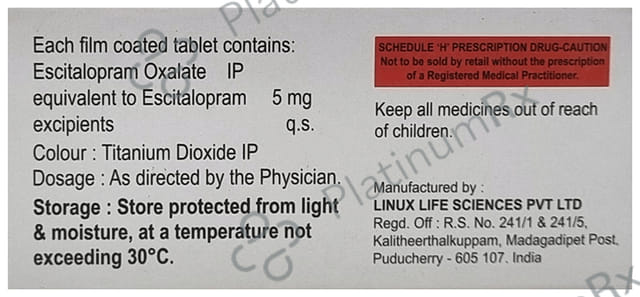 Each film coated tablet contains:
Escitalopram Oxalate IP
equivalent to Escitalopram 5 mg
excipients q.s.
Colour : Titanium Dioxide IP
Dosage : As directed by the Physician.
Storage : Store protected from light
& moisture, at a temperature not
exceeding 30°C.
SCHEDULE 'H' PRESCRIPTION DRUG-CAUTION
Not to be sold by retail without the prescription
of a Registered Medical Practitioner.
Keep all medicines out of reach
of children.
Manufactured by :
LINUX LIFE SCIENCES PVT LTD
Regd. Off : R.S. No. 241/1 & 241/5,
Kalitheerthalkuppam, Madagadipet Post,
Puducherry - 605 107. India
PlatinumRx